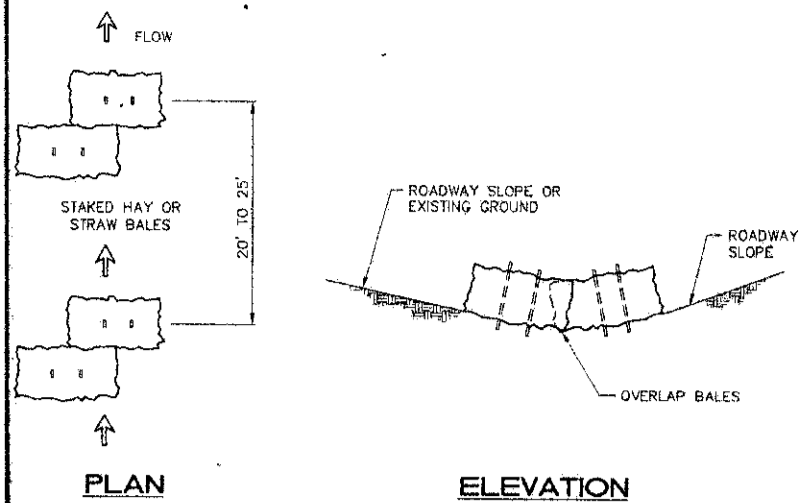 FLOW
STAKED HAY OR
STRAW BALES
20' TO 25'
PLAN
ROADWAY SLOPE OR
EXISTING GROUND
ROADWAY
SLOPE
OVERLAP BALES
ELEVATION